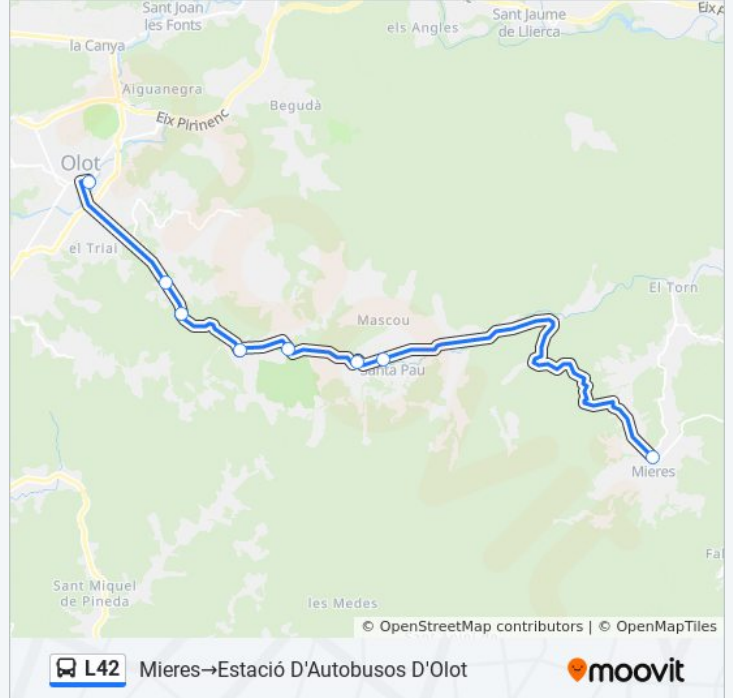 Sant Joan
les Fonts
els Angles
Sant Jaume
de Llierca
la Canya
Aiguanegra
Eix Pirinenc
Begudà
Olot
el Triai
El Torn
Mascou
Santa Pau
Mieres
Sant Miquel
de Pineda
les Medes
© OpenStreetMap contributors | © OpenMapTiles
L42 Mieres→Estació D'Autobusos D'Olot
moovit